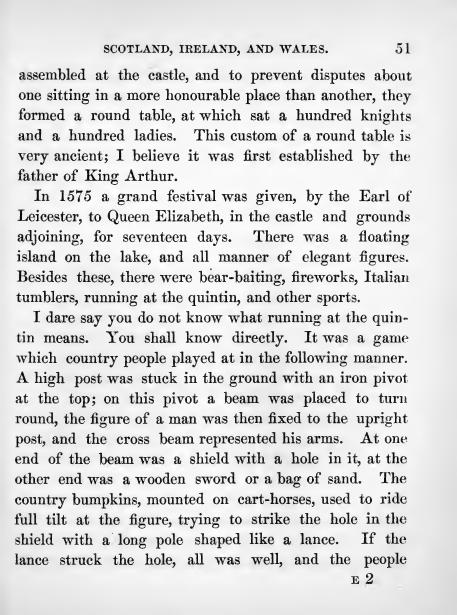 SCOTLAND, IRELAND, AND WALES. 51
assembled at the castle, and to prevent disputes about
one sitting in a more honourable place than another, they
formed a round table, at which sat a hundred knights
and a hundred ladies. This custom of a round table is
very ancient; I believe it was first established by the
father of King Arthur.
In 1575 a grand festival was given, by the Earl of
Leicester, to Queen Elizabeth, in the castle and grounds
adjoining, for seventeen days. There was a floating
island on the lake, and all manner of elegant figures.
Besides these, there were bear-baiting, fireworks, Italian
tumblers, running at the quintin, and other sports.
I dare say you do not know what running at the quin-
tin means. You shall know directly. It was a game
which country people played at in the following manner.
A high post was stuck in the ground with an iron pivot
at the top; on this pivot a beam was placed to turn
round, the figure of a man was then fixed to the upright
post, and the cross beam represented his arms. At one
end of the beam was a shield with a hole in it, at the
other end was a wooden sword or a bag of sand. The
country bumpkins, mounted on cart-horses, used to ride
full tilt at the figure, trying to strike the hole in the
shield with a long pole shaped like a lance. If the
lance struck the hole, all was well, and the people
E 2